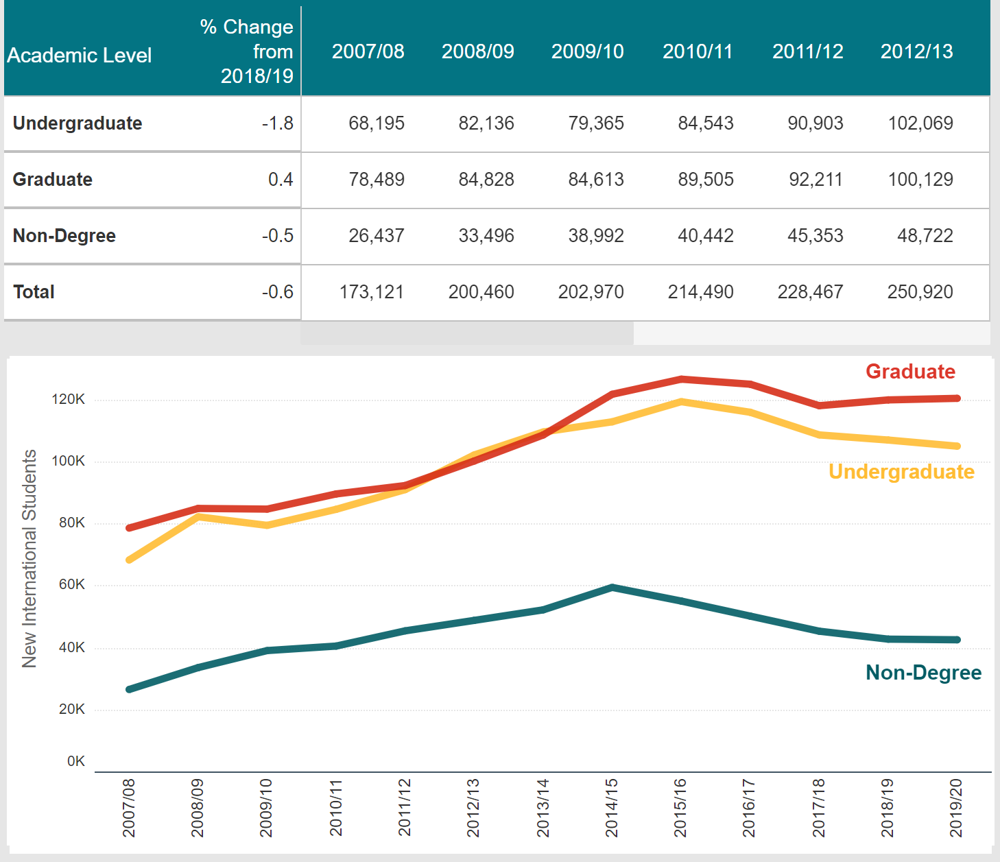 Academic Level % Change from 2018/19 2007/08 2008/09 2009/10 2010/11 2011/12 2012/13
Undergraduate -1.8 68,195 82,136 79,365 84,543 90,903 102,069
Graduate 0.4 78,489 84,828 84,613 89,505 92,211 100,129
Non-Degree -0.5 26,437 33,496 38,992 40,442 45,353 48,722
Total -0.6 173,121 200,460 202,970 214,490 228,467 250,920
New International Students
120K
100K
80K
60K
40K
20K
0K
Graduate
Undergraduate
Non-Degree
2007/08 2008/09 2009/10 2010/11 2011/12 2012/13 2013/14 2014/15 2015/16 2016/17 2017/18 2018/19 2019/20